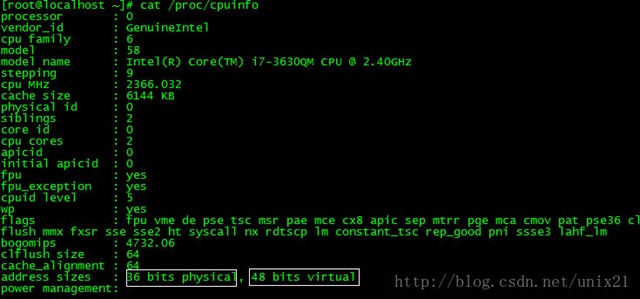 [root@localhost ~]# cat /proc/cpuinfo
processor : 0
vendor_id : GenuineIntel
cpu family : 6
model : 58
model name : Intel(R) Core(TM) i7-3630QM CPU @ 2.40GHz
stepping : 9
cpu MHz : 2366.032
cache size : 6144 KB
physical id : 0
siblings : 2
core id : 0
cpu cores : 2
apicid : 0
initial apicid : 0
fpu : yes
fpu_exception : yes
cpuid level : 5
wp : yes
flags : fpu vme de pse tsc msr pae mce cx8 apic sep mtrr pge mca cmov pat pse36 cl
flush mmx fxsr sse sse2 ht syscall nx rdtscp lm constant_tsc rep_good pni ssse3 lahf_lm
bogomips : 4732.06
clflush size : 64
cache_alignment : 64
address sizes : 36 bits physical, 48 bits virtual
power management:
http://blog.csdn.net/unix21